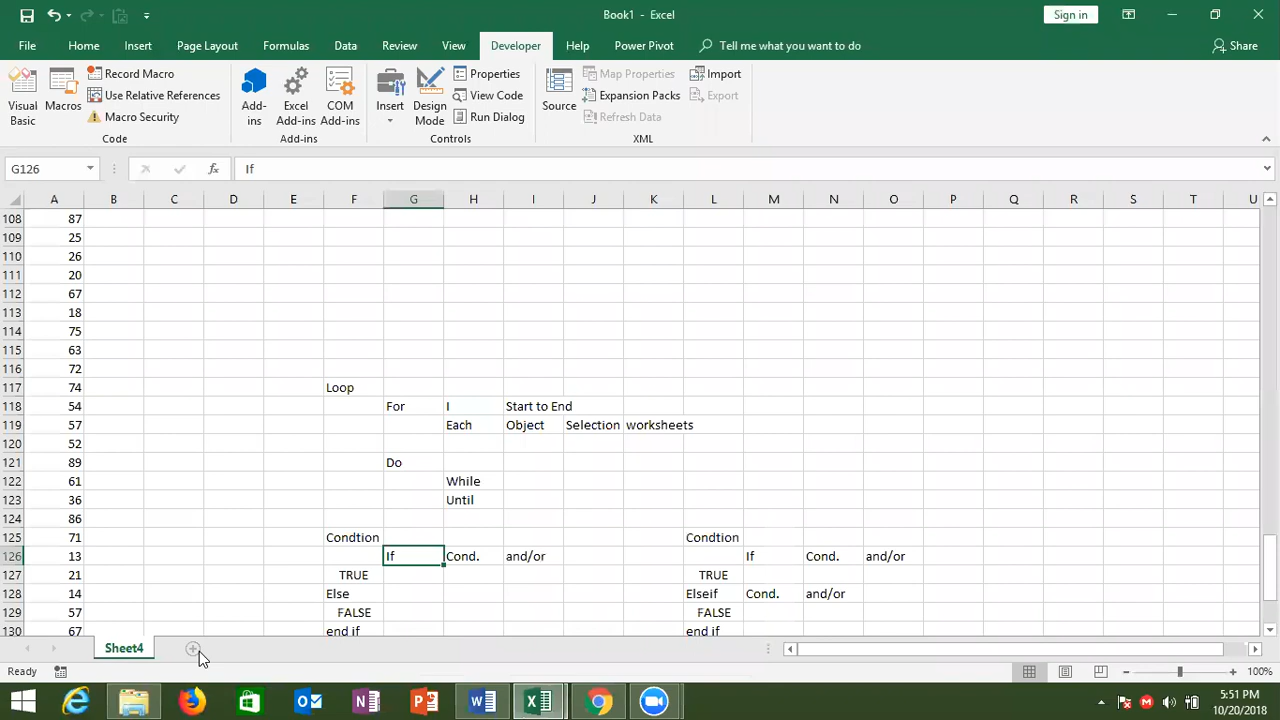 Book1 - Excel
Sign in
File Home Insert Page Layout Formulas Data Review View Developer Help Power Pivot Tell me what you want to do Share
Visual Basic
Macros
Record Macro
Use Relative References
Macro Security
Code
Add-ins
Excel Add-ins
COM Add-ins
Add-ins
Insert
Design Mode
Properties
View Code
Run Dialog
Controls
Source
Map Properties
Expansion Packs
Refresh Data
Import
Export
XML
G126 fx If
A B C D E F G H I J K L M N O P Q R S T U
108 87
109 25
110 26
111 20
112 67
113 18
114 75
115 63
116 72
117 74 Loop
118 54 For I Start to End
119 57 Each Object Selection worksheets
120 52
121 89 Do
122 61 While
123 36 Until
124 86
125 71 Condtion Condtion
126 13 If Cond. and/or If Cond. and/or
127 21 TRUE TRUE
128 14 Else Elseif Cond. and/or
129 57 FALSE FALSE
130 67 end if end if
Sheet4
Ready 100%
5:51 PM
10/20/2018